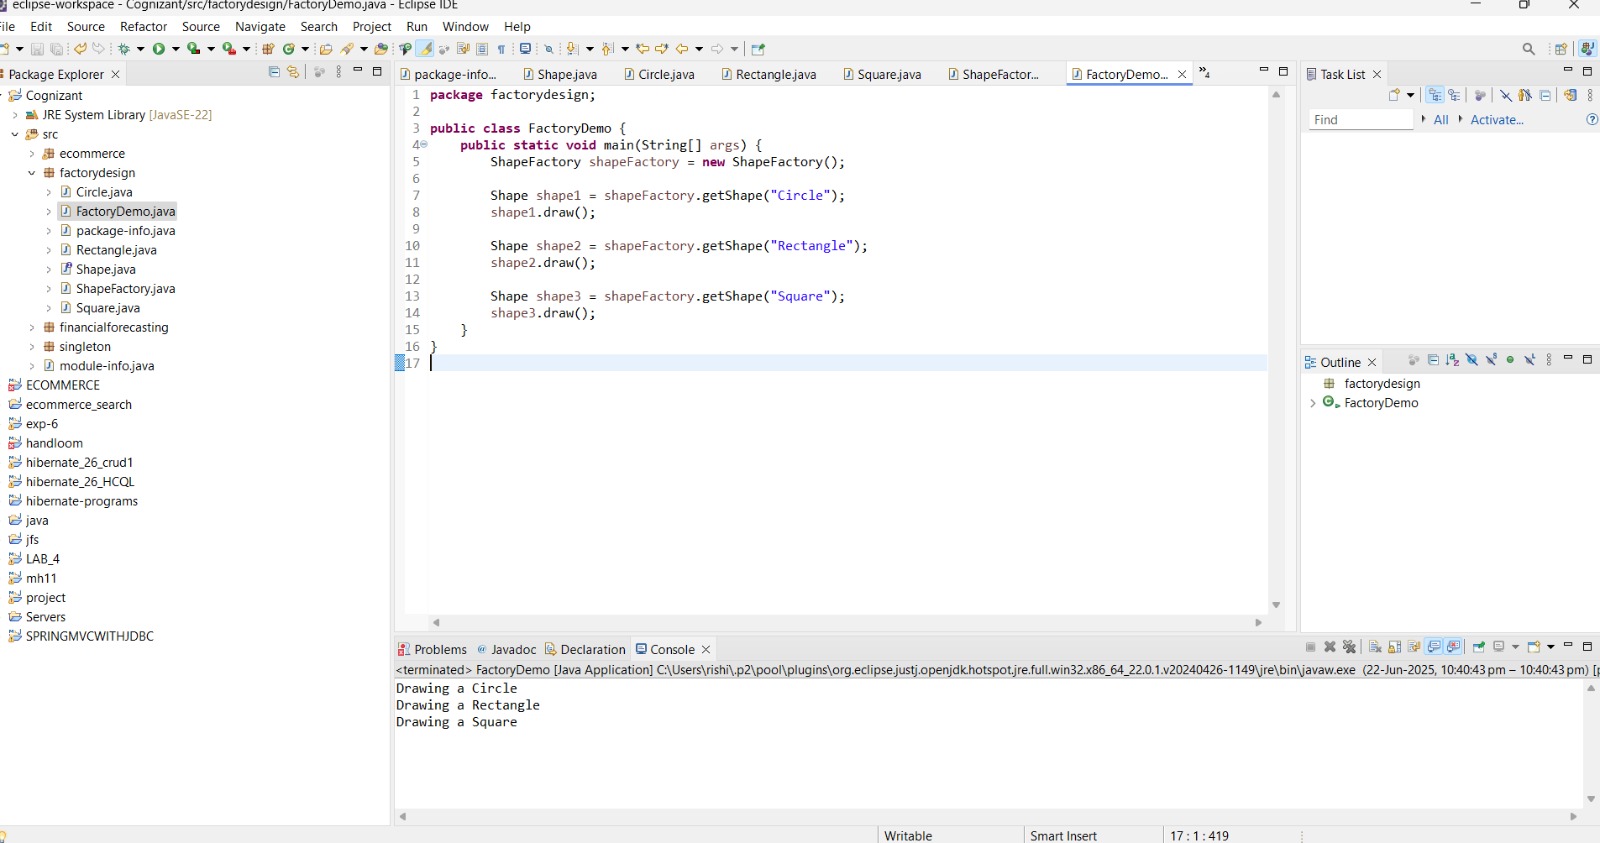 eclipse-workspace - Cognizant/src/factorydesign/FactoryDemo.java - Eclipse IDE
File Edit Source Refactor Source Navigate Search Project Run Window Help
Package Explorer
Cognizant
JRE System Library [JavaSE-22]
src
ecommerce
factorydesign
Circle.java
FactoryDemo.java
package-info.java
Rectangle.java
Shape.java
ShapeFactory.java
Square.java
financialforecasting
singleton
module-info.java
ECOMMERCE
ecommerce_search
exp-6
handloom
hibernate_26_crud1
hibernate_26_HCQL
hibernate-programs
java
jfs
LAB_4
mh11
project
Servers
SPRINGMVCWITHJDBC
package-info... Shape.java Circle.java Rectangle.java Square.java ShapeFactor... FactoryDemo... »4
1 package factorydesign;
2
3 public class FactoryDemo {
4 public static void main(String[] args) {
5 ShapeFactory shapeFactory = new ShapeFactory();
6
7 Shape shape1 = shapeFactory.getShape("Circle");
8 shape1.draw();
9
10 Shape shape2 = shapeFactory.getShape("Rectangle");
11 shape2.draw();
12
13 Shape shape3 = shapeFactory.getShape("Square");
14 shape3.draw();
15 }
16 }
17
Task List
Find All Activate...
Outline
factorydesign
FactoryDemo
Problems @ Javadoc Declaration Console
<terminated> FactoryDemo [Java Application] C:\Users\rishi\.p2\pool\plugins\org.eclipse.justj.openjdk.hotspot.jre.full.win32.x86_64_22.0.1.v20240426-1149\jre\bin\javaw.exe (22-Jun-2025, 10:40:43 pm – 10:40:43 pm) [p
Drawing a Circle
Drawing a Rectangle
Drawing a Square
Writable Smart Insert 17 : 1 : 419